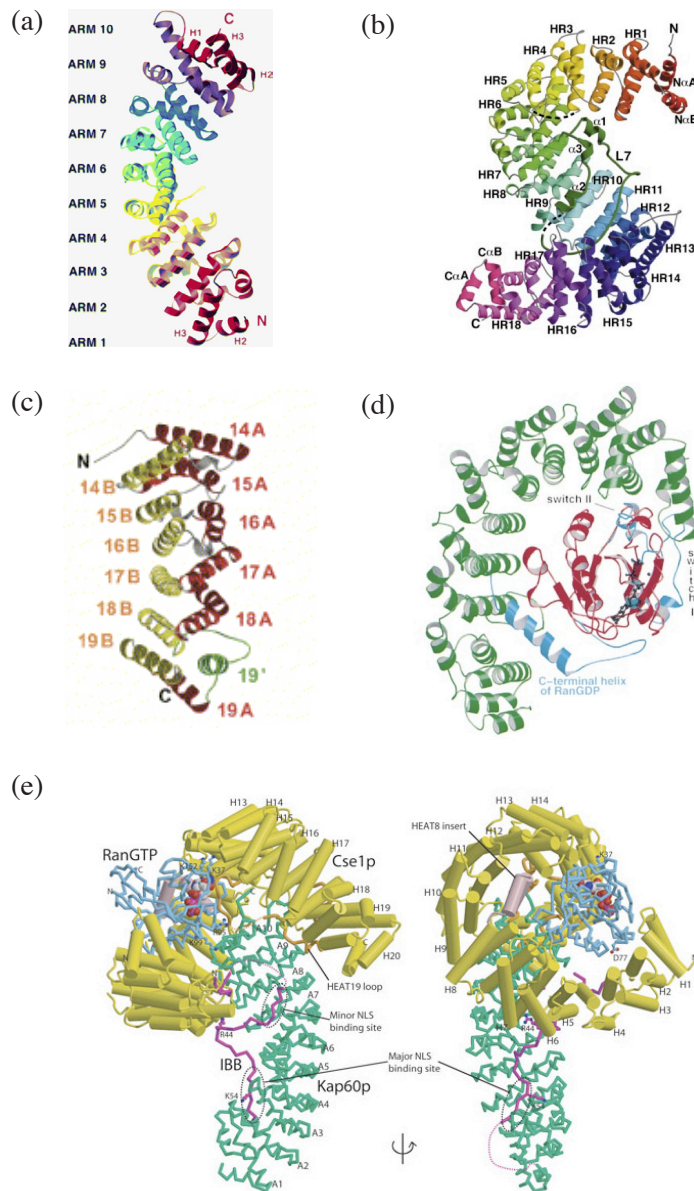 (a)
ARM 10
ARM 9
ARM 8
ARM 7
ARM 6
ARM 5
ARM 4
ARM 3
ARM 2
ARM 1
C
H1
H3
H2
N
H3
H2
(b)
HR3
HR4
HR2
HR1
N
HR5
NαA
HR6
NαB
α1
α3
L7
HR7
HR10
HR8
α2
HR11
HR9
HR12
HR13
CαB
HR17
CαA
HR14
C
HR18
HR16
HR15
(c)
N
14A
14B
15A
15B
16A
16B
17B
17A
18B
18A
19B
19'
C
19A
(d)
switch II
s
w
i
t
c
h
I
C-terminal helix
of RanGDP
(e)
H13
H14
H15
H16
H17
RanGTP
Cse1p
K37
C
N
H18
H19
A10
A9
C
H20
A8
HEAT19 loop
A7
Minor NLS
binding site
R44
A6
IBB
A5
Major NLS
binding site
Kap60p
K54
A4
A3
A2
A1
H13
H14
HEAT8 insert
H12
H11
K37
H10
H9
D77
H8
H1
H2
H3
H7
R44
H5
H4
H6